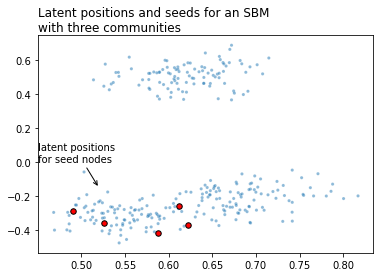 Latent positions and seeds for an SBM
with three communities
0.6
0.4
0.2
0.0
−0.2
−0.4
latent positions
for seed nodes
0.50 0.55 0.60 0.65 0.70 0.75 0.80